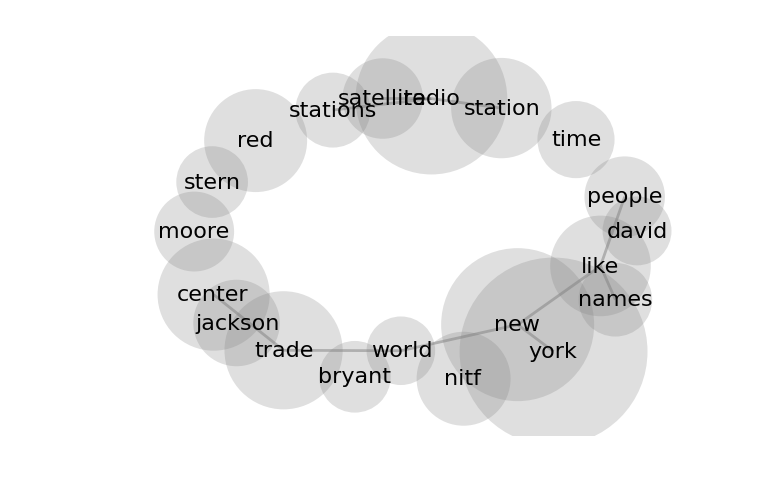 satellite
radio
stations
station
red
time
stern
people
moore
david
like
center
names
jackson
new
trade
world
york
bryant
nitf